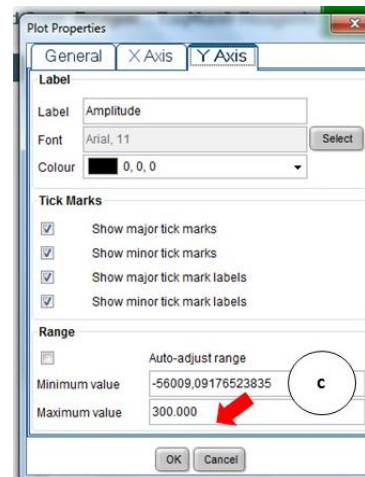 Plot Properties
General X Axis Y Axis
Label
Label Amplitude
Font Arial, 11 Select
Colour 0, 0, 0
Tick Marks
Show major tick marks
Show minor tick marks
Show major tick mark labels
Show minor tick mark labels
Range
Auto-adjust range
Minimum value -56009,09176523835
c
Maximum value 300.000
OK Cancel